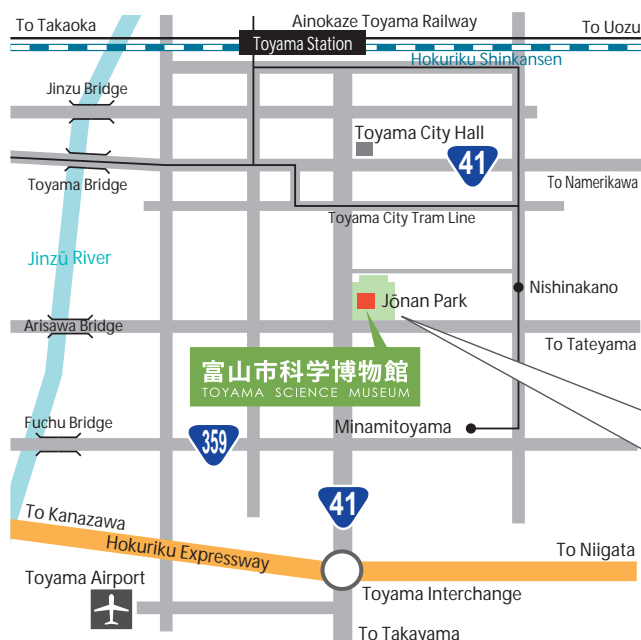 To Takaoka
Ainokaze Toyama Railway
To Uozu
Toyama Station
Hokuriku Shinkansen
Jinzu Bridge
Toyama City Hall
41
Toyama Bridge
To Namerikawa
Toyama City Tram Line
Jinzū River
Nishinakano
Jōnan Park
Arisawa Bridge
To Tateyama
富山市科学博物館
TOYAMA SCIENCE MUSEUM
Fuchu Bridge
Minamitoyama
359
41
To Kanazawa
Hokuriku Expressway
To Niigata
Toyama Airport
Toyama Interchange
To Takayama